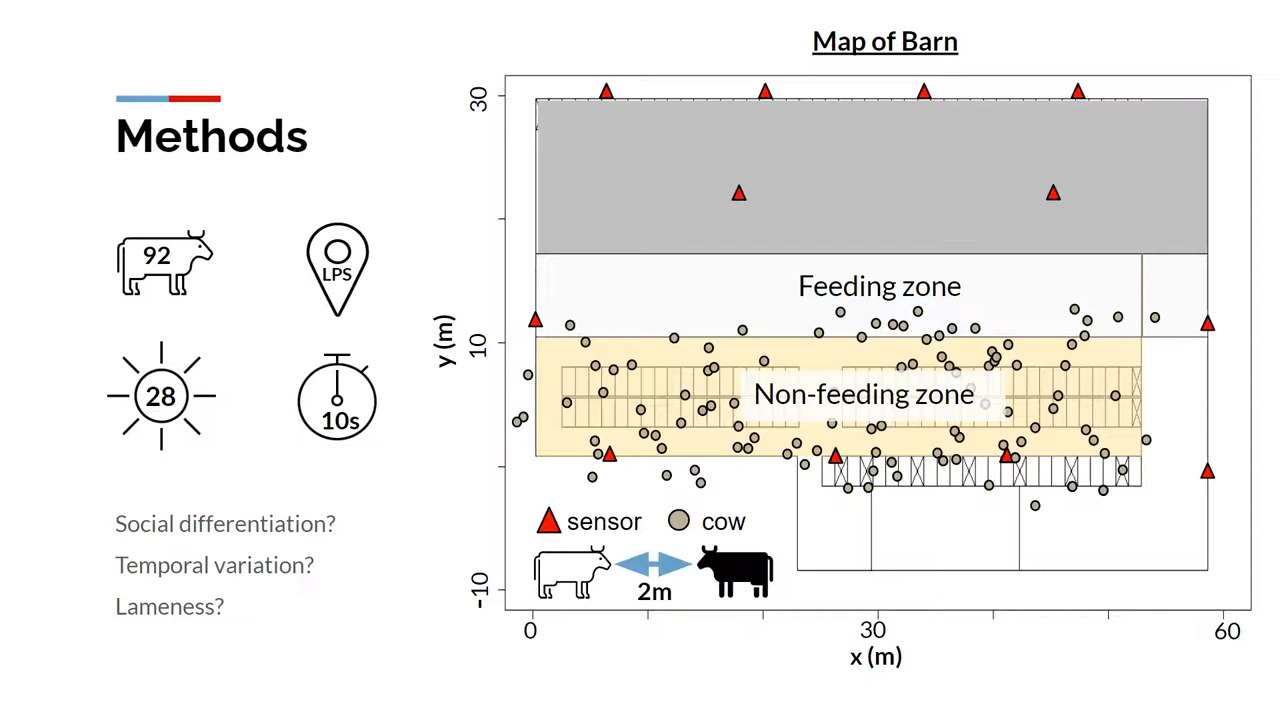 Map of Barn
Methods
92
LPS
28
10s
Social differentiation?
Temporal variation?
Lameness?
30
10
-10
y (m)
Feeding zone
Non-feeding zone
sensor
cow
2m
0
30
60
x (m)